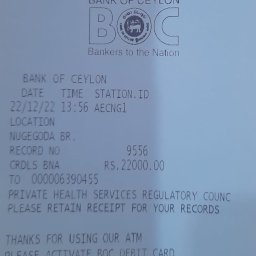 BANK OF CEYLON
BOC
Bankers to the Nation
BANK OF CEYLON
DATE TIME STATION.ID
22/12/22 13:56 AECNG1
LOCATION
NUGEGODA BR.
RECORD NO 9556
CRDLS BNA RS.22000.00
TO 000006390455
PRIVATE HEALTH SERVICES REGULATORY COUNC
PLEASE RETAIN RECEIPT FOR YOUR RECORDS
THANKS FOR USING OUR ATM
PLEASE ACTIVATE BOC DEBIT CARD